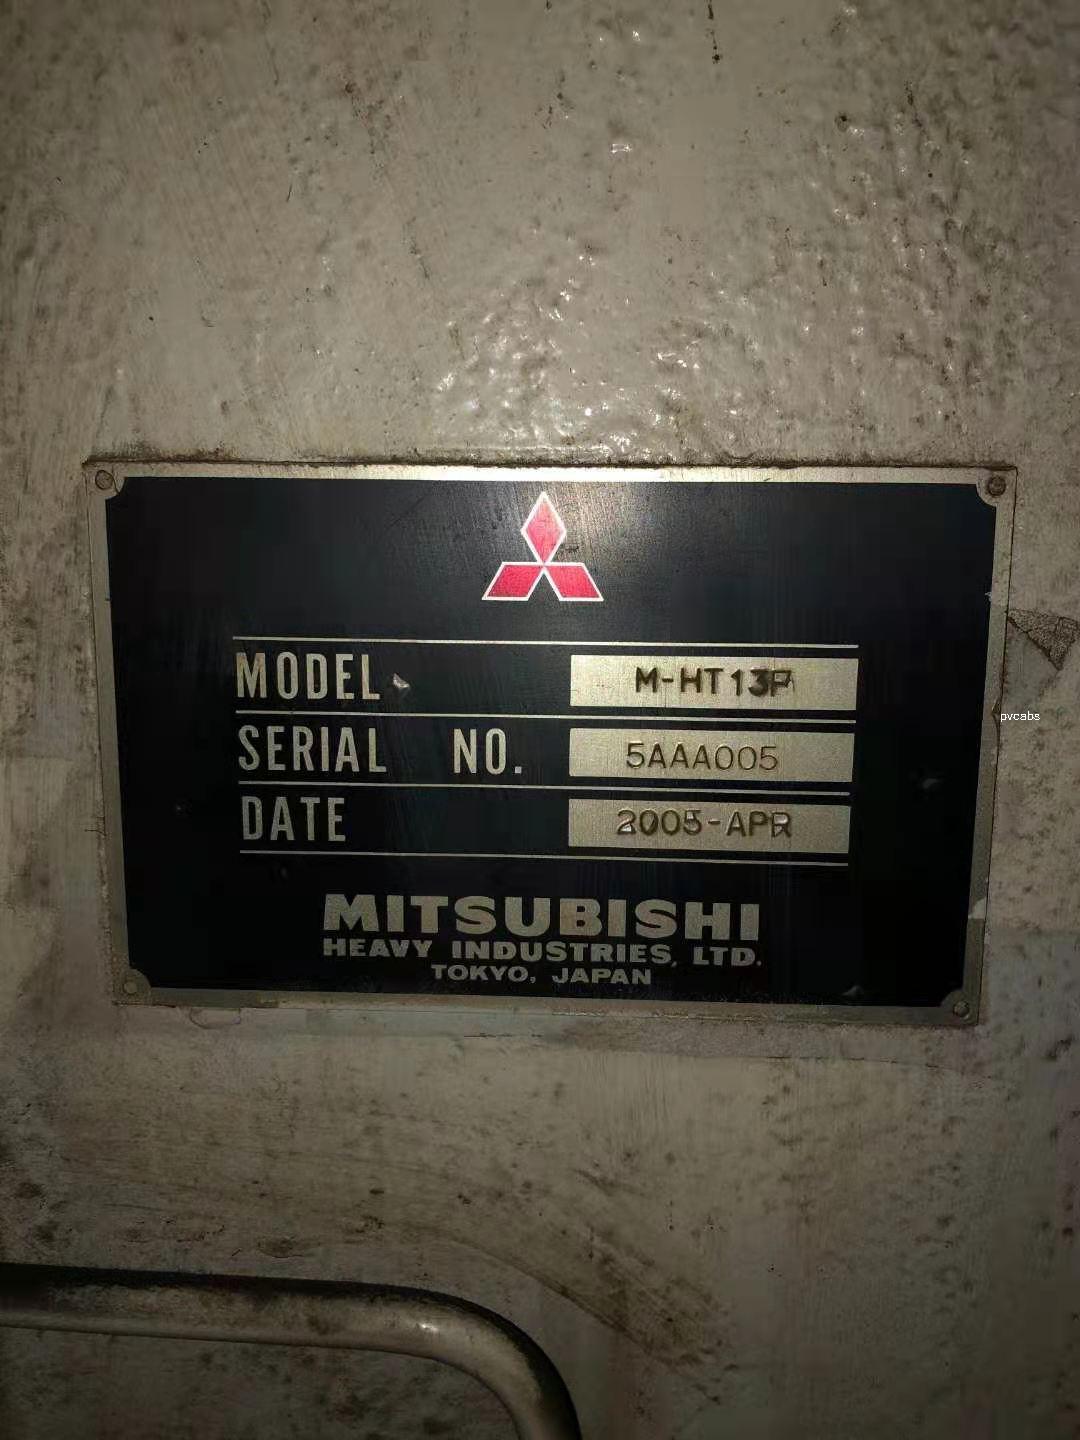 MODEL M-HT13P
SERIAL NO. 5AAA005
DATE 2005-APR
MITSUBISHI
HEAVY INDUSTRIES, LTD.
TOKYO, JAPAN
pvcabs